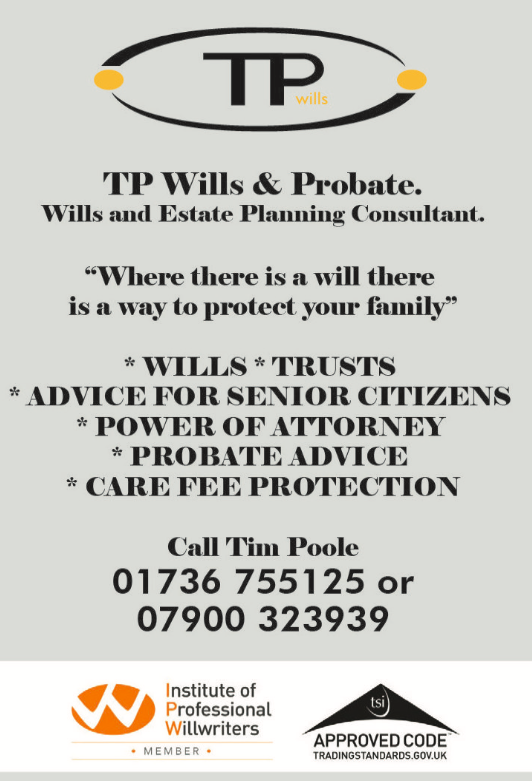 TP
wills
TP Wills & Probate.
Wills and Estate Planning Consultant.
“Where there is a will there
is a way to protect your family”
* WILLS * TRUSTS
* ADVICE FOR SENIOR CITIZENS
* POWER OF ATTORNEY
* PROBATE ADVICE
* CARE FEE PROTECTION
Call Tim Poole
01736 755125 or
07900 323939
Institute of
Professional
Willwriters
• MEMBER •
tsi
APPROVED CODE™
TRADINGSTANDARDS.GOV.UK